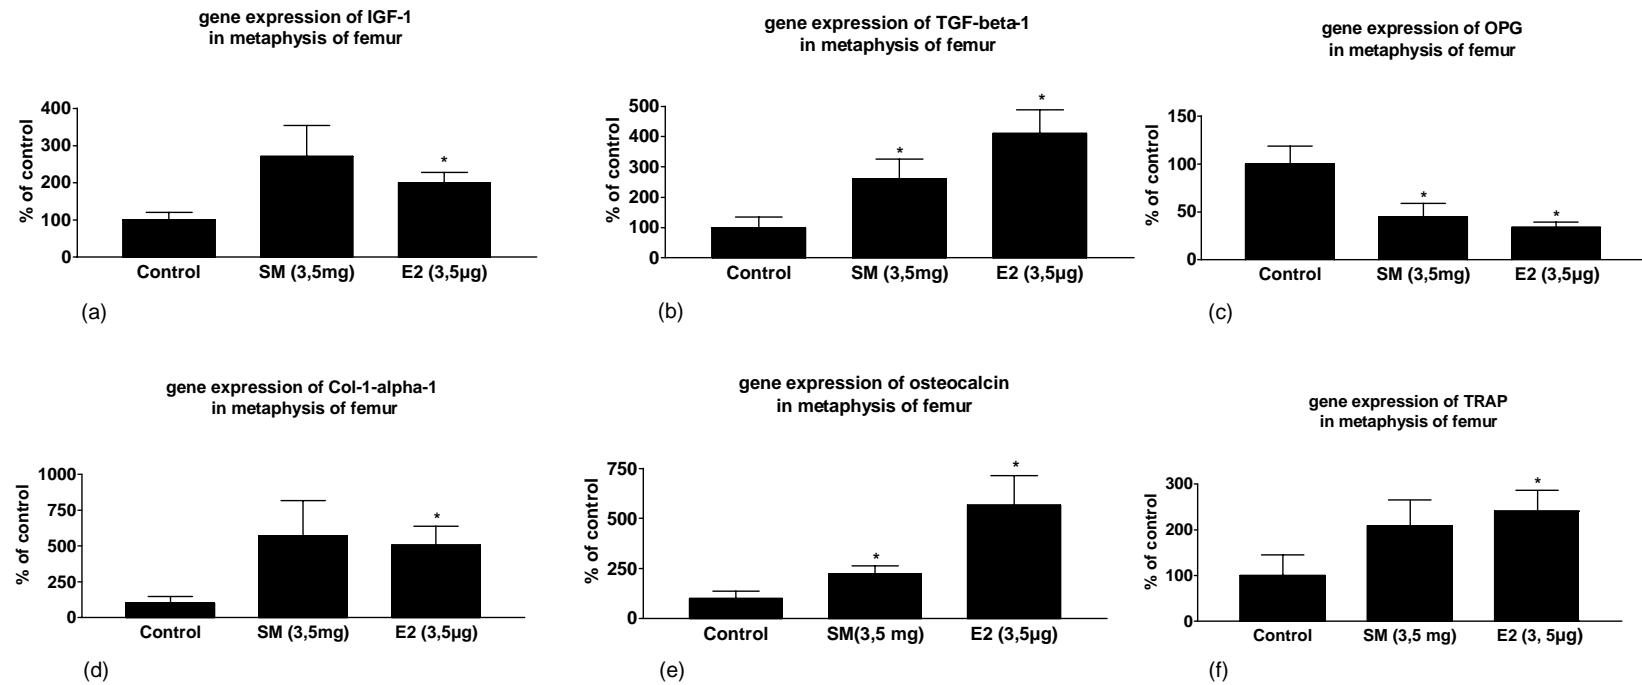 gene expression of IGF-1
in metaphysis of femur
% of control
400
300
200
100
0
*
Control SM (3,5mg) E2 (3,5µg)
(a)
gene expression of TGF-beta-1
in metaphysis of femur
% of control
500
400
300
200
100
0
*
*
Control SM (3,5mg) E2 (3,5µg)
(b)
gene expression of OPG
in metaphysis of femur
% of control
150
100
50
0
*
*
Control SM (3,5mg) E2 (3,5µg)
(c)
gene expression of Col-1-alpha-1
in metaphysis of femur
% of control
1000
750
500
250
0
*
Control SM (3,5mg) E2 (3,5µg)
(d)
gene expression of osteocalcin
in metaphysis of femur
% of control
750
500
250
0
*
*
Control SM(3,5 mg) E2 (3,5µg)
(e)
gene expression of TRAP
in metaphysis of femur
% of control
300
200
100
0
*
Control SM (3,5 mg) E2 (3, 5µg)
(f)